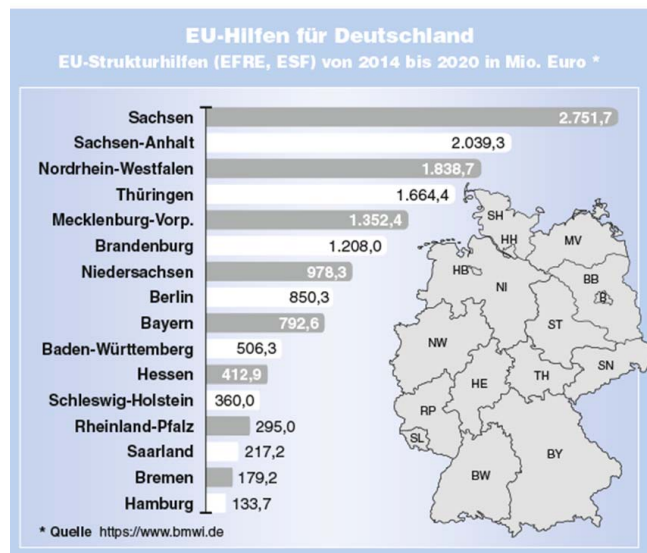 EU-Hilfen für Deutschland
EU-Strukturhilfen (EFRE, ESF) von 2014 bis 2020 in Mio. Euro *
Sachsen 2.751,7
Sachsen-Anhalt 2.039,3
Nordrhein-Westfalen 1.838,7
Thüringen 1.664,4
Mecklenburg-Vorp. 1.352,4
Brandenburg 1.208,0
Niedersachsen 978,3
Berlin 850,3
Bayern 792,6
Baden-Württemberg 506,3
Hessen 412,9
Schleswig-Holstein 360,0
Rheinland-Pfalz 295,0
Saarland 217,2
Bremen 179,2
Hamburg 133,7
SH
HH
MV
HB
NI
BB
B
ST
NW
SN
HE
TH
RP
SL
BW
BY
* Quelle https://www.bmwi.de